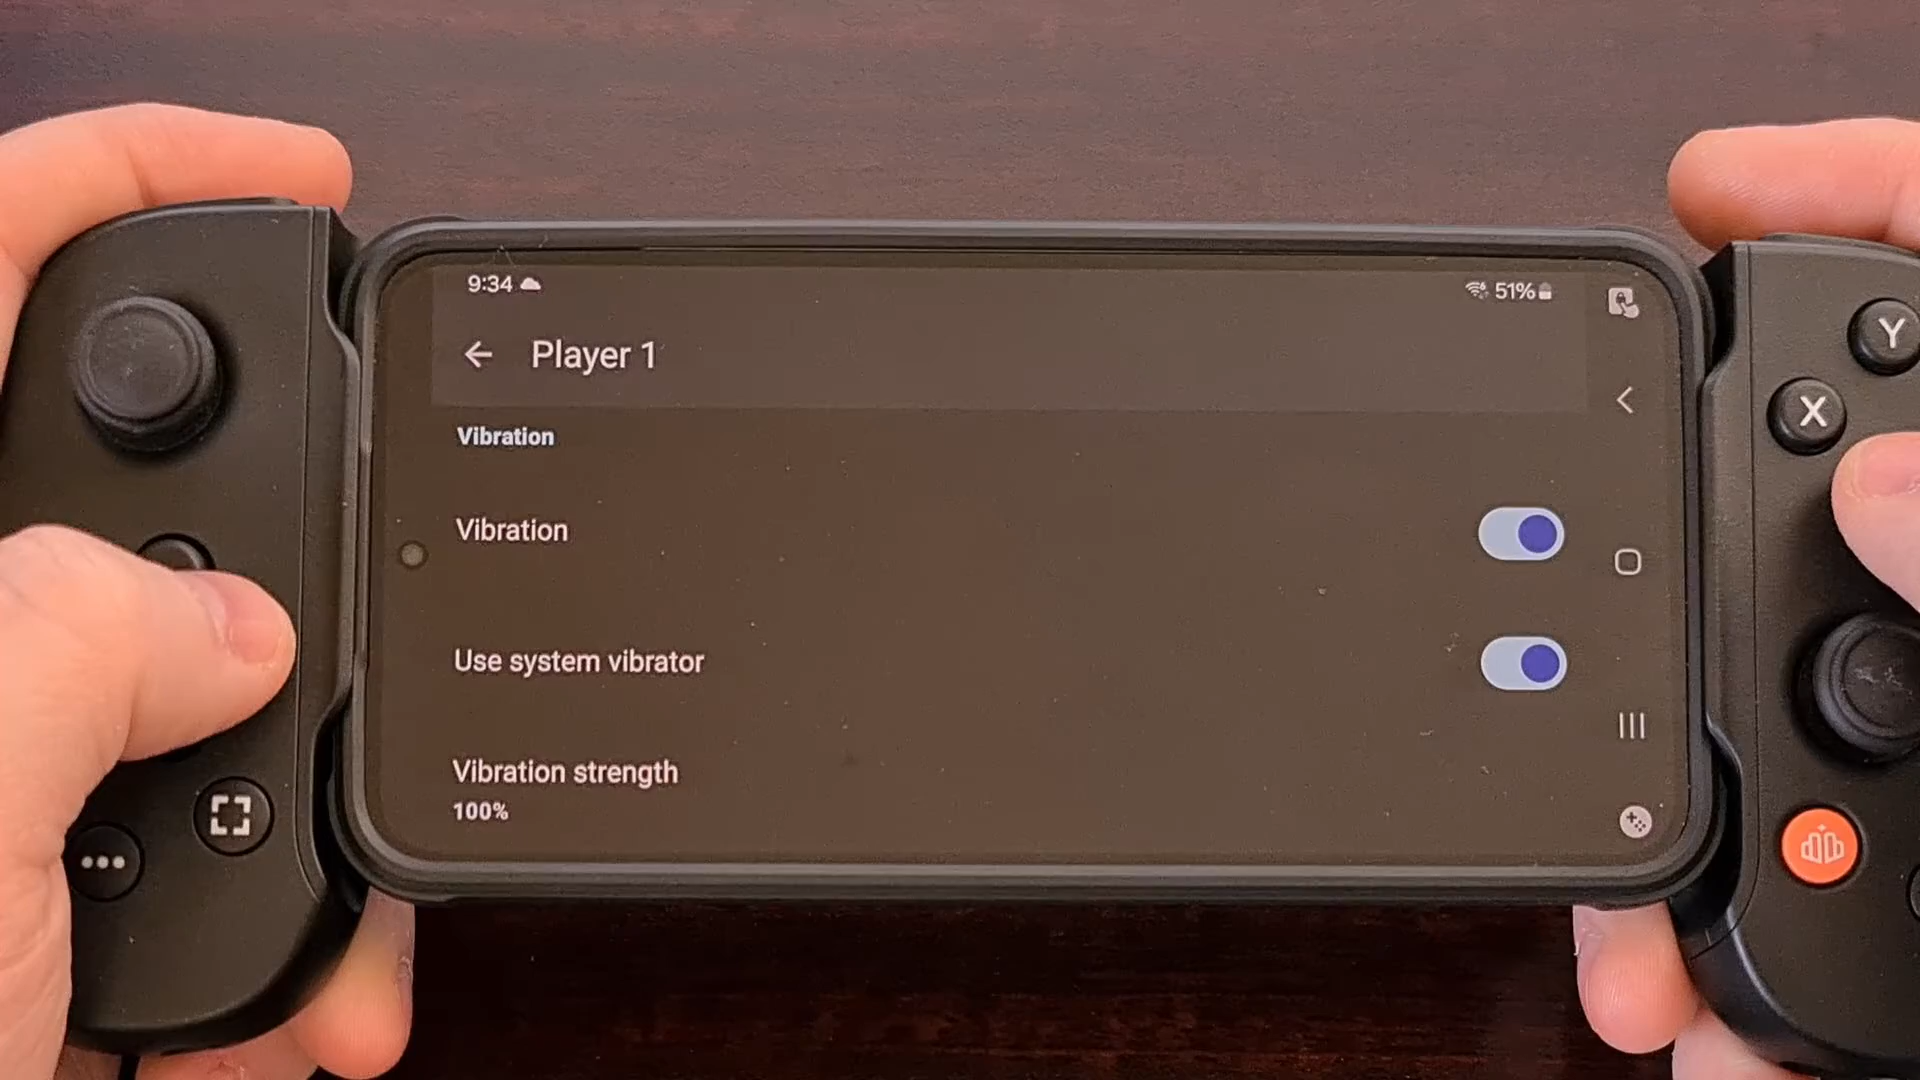 9:34
51%
Player 1
Vibration
Vibration
Use system vibrator
Vibration strength
100%
Y
X